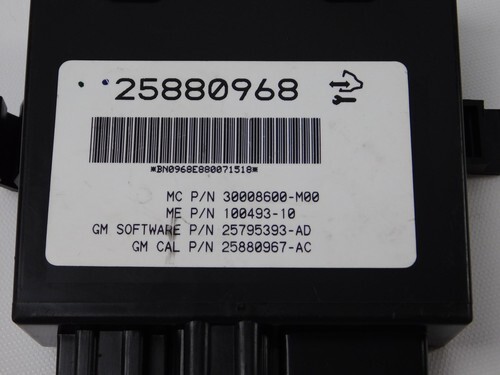 25880968
*BN0968E880071518*
MC P/N 30008600-M00
ME P/N 100493-10
GM SOFTWARE P/N 25795393-AD
GM CAL P/N 25880967-AC